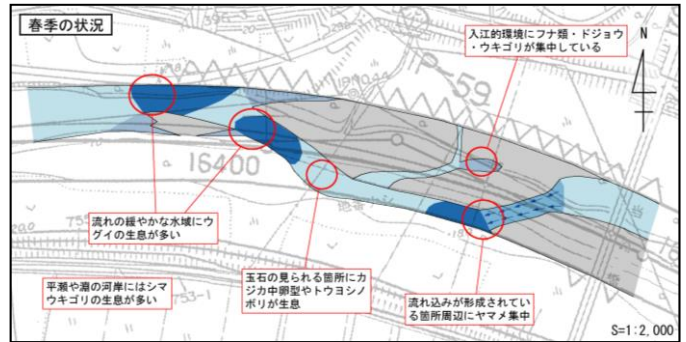 春季の状況
入江的環境にフナ類・ドジョウ
・ウキゴリが集中している
N
P-59
16400
流れの緩やかな水域にウ
グイの生息が多い
平瀬や淵の河岸にはシマ
ウキゴリの生息が多い
玉石の見られる箇所にカ
ジカ中卵型やトウヨシノ
ボリが生息
流れ込みが形成されてい
る箇所周辺にヤマメ集中
753-1
S=1:2,000